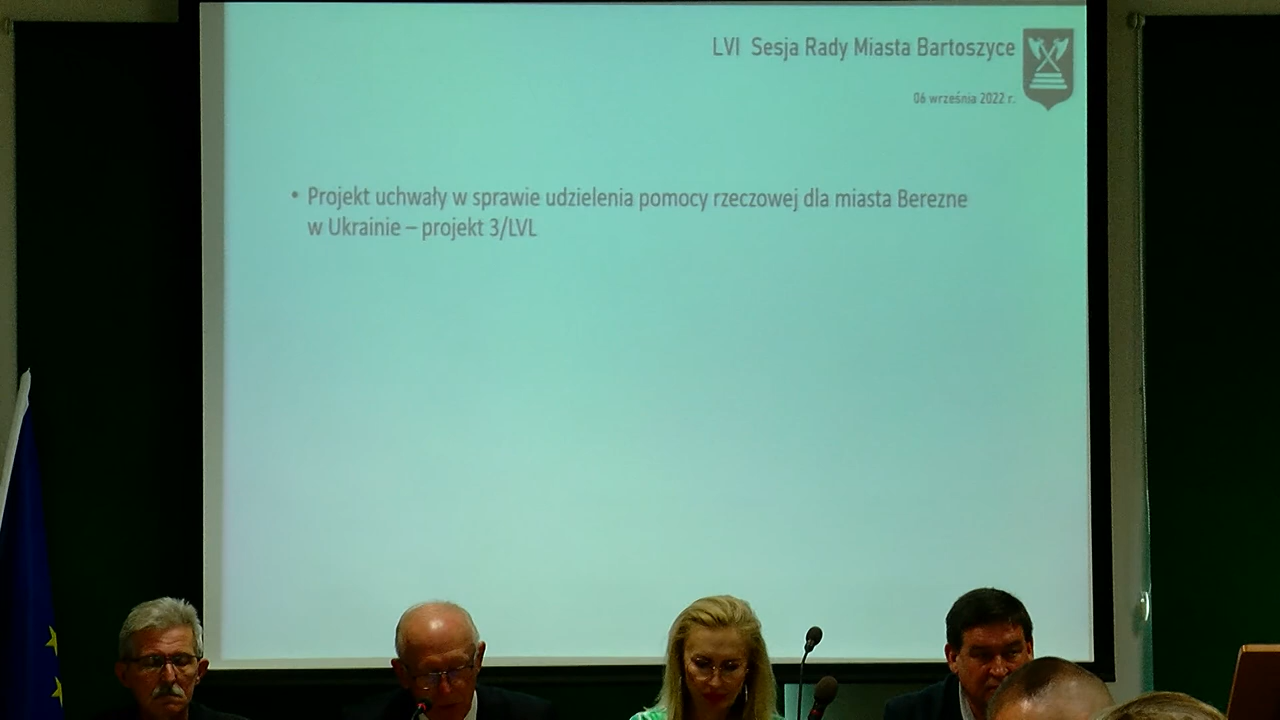 LVI Sesja Rady Miasta Bartoszyce
06 września 2022 r.
• Projekt uchwały w sprawie udzielenia pomocy rzeczowej dla miasta Berezne
w Ukrainie – projekt 3/LVL